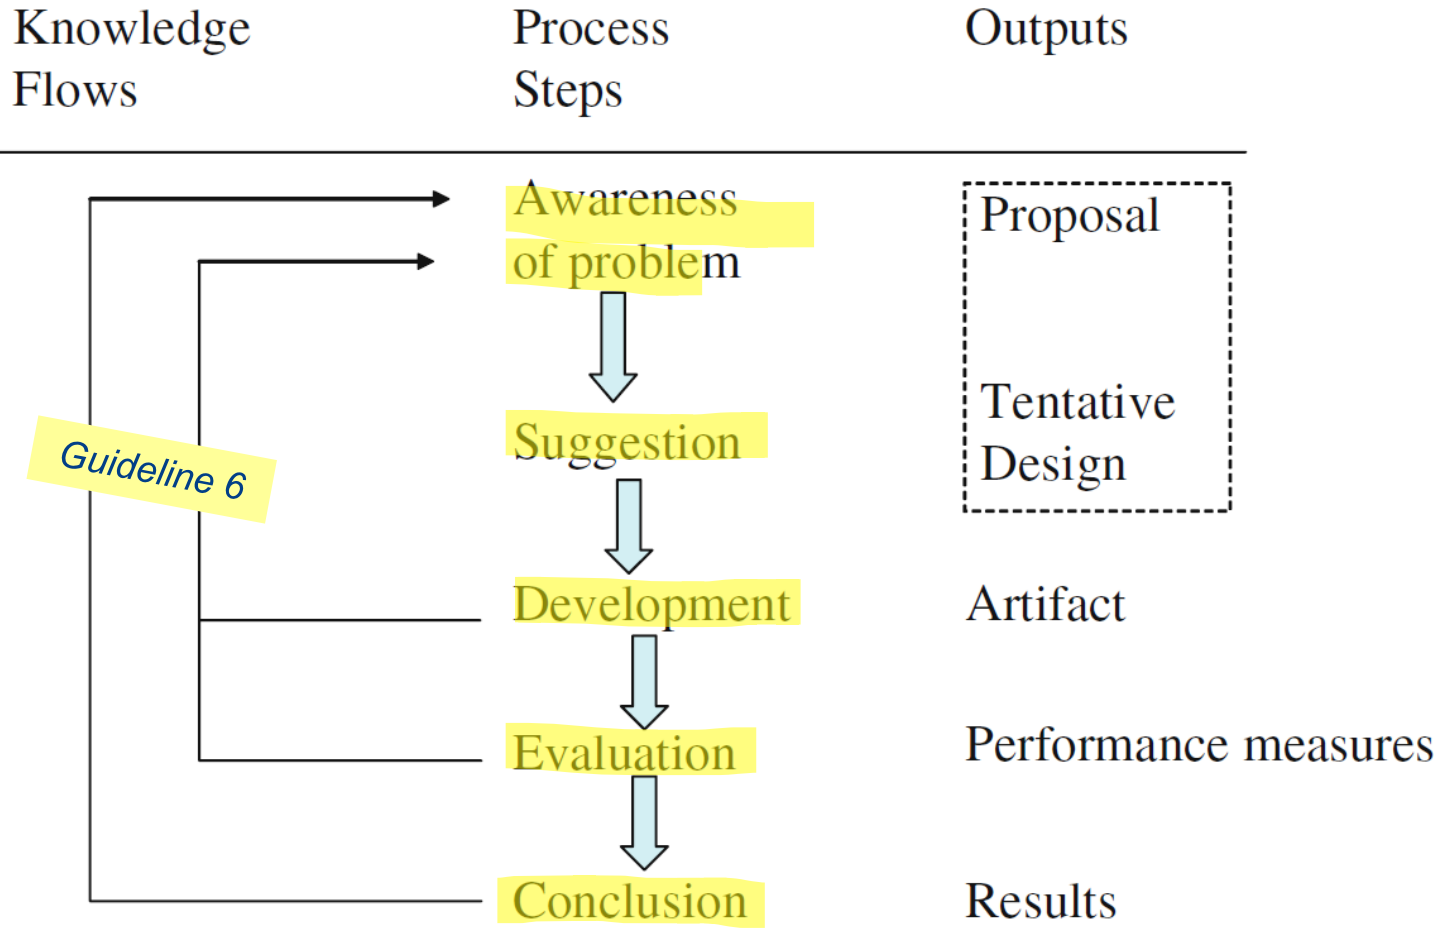 Knowledge
Flows
Process
Steps
Outputs
Awareness
of problem
Proposal
Suggestion
Tentative
Design
Guideline 6
Development
Artifact
Evaluation
Performance measures
Conclusion
Results